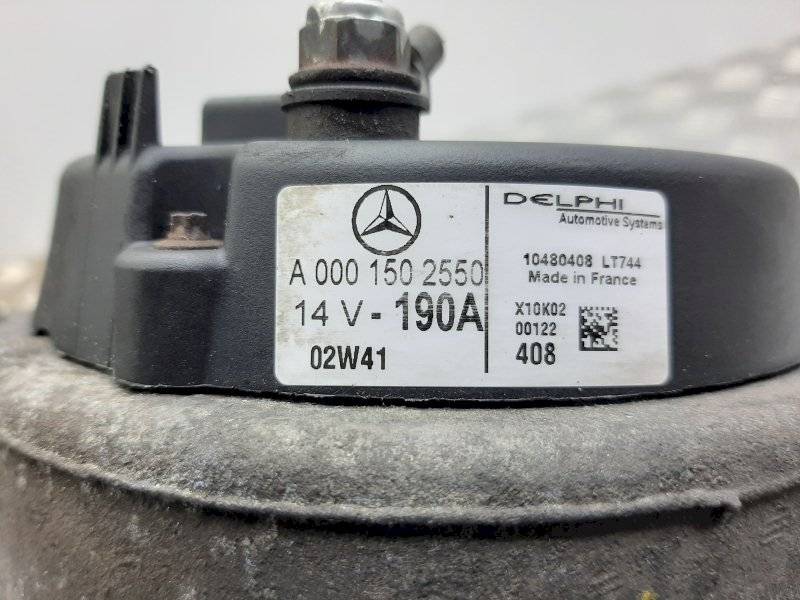 A 000 150 2550
14 V - 190A
02W41
DELPHI
Automotive Systems
10480408 LT744
Made in France
X10K02
00122
408